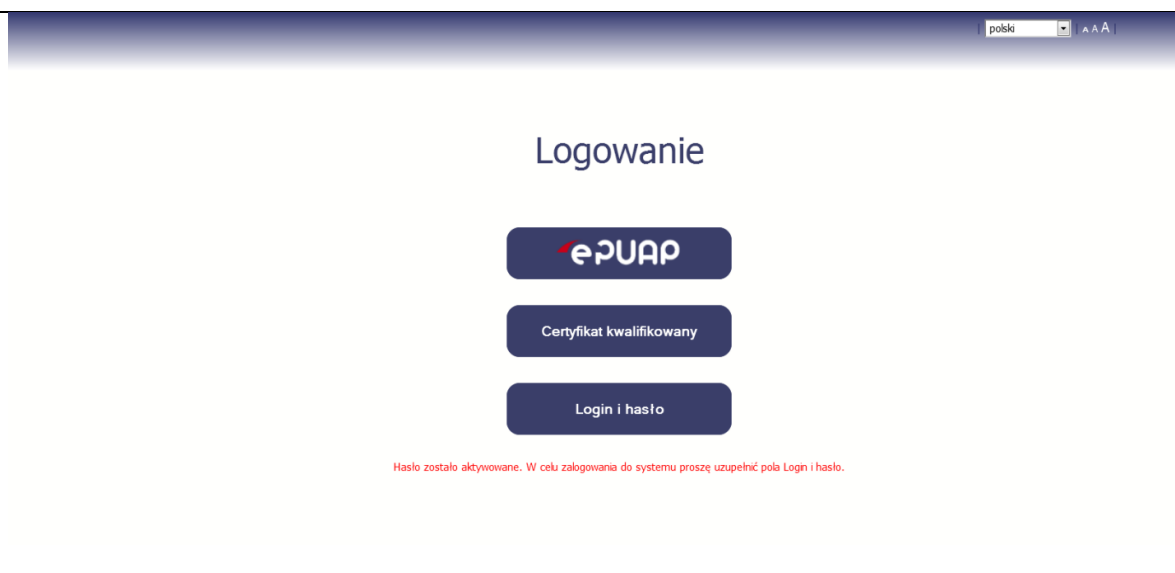 polski
| A A A |
Logowanie
ePUAP
Certyfikat kwalifikowany
Login i hasło
Hasło zostało aktywowane. W celu zalogowania do systemu proszę uzupełnić pola Login i hasło.